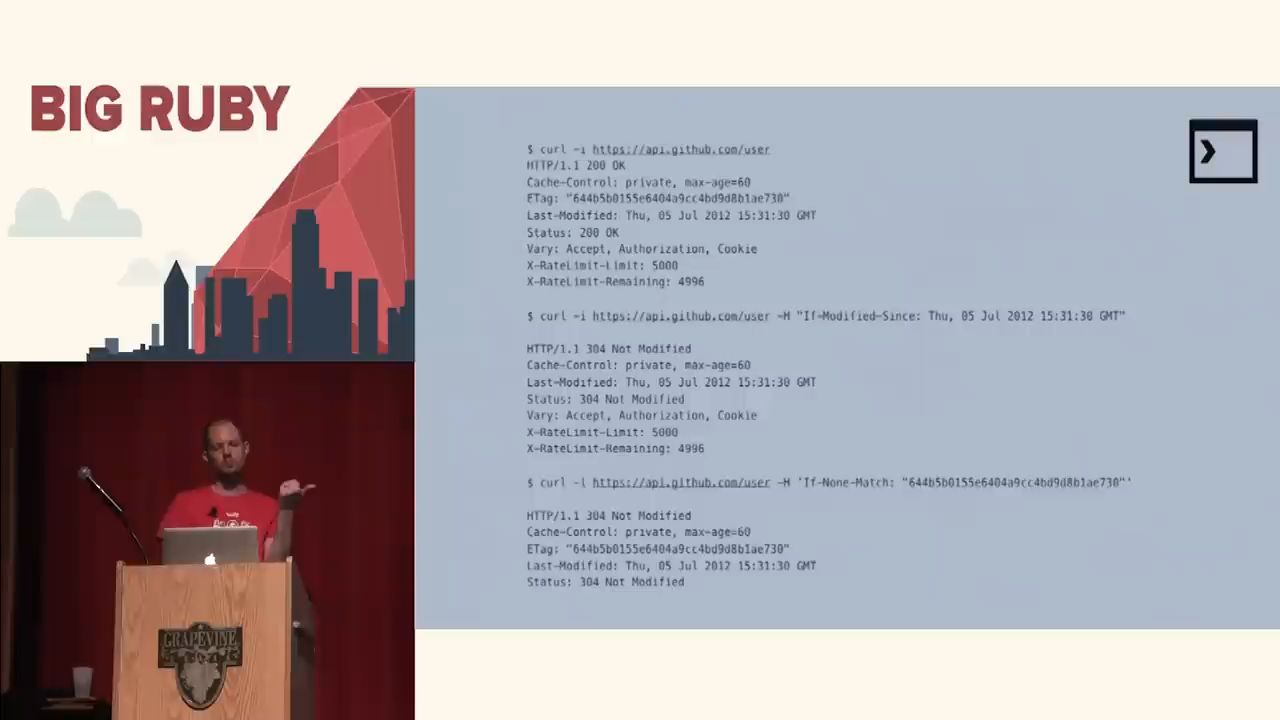 BIG RUBY
$ curl -i https://api.github.com/user
HTTP/1.1 200 OK
Cache-Control: private, max-age=60
ETag: "644b5b0155e6404a9cc4bd9d8b1ae730"
Last-Modified: Thu, 05 Jul 2012 15:31:30 GMT
Status: 200 OK
Vary: Accept, Authorization, Cookie
X-RateLimit-Limit: 5000
X-RateLimit-Remaining: 4996
$ curl -i https://api.github.com/user -H "If-Modified-Since: Thu, 05 Jul 2012 15:31:30 GMT"
HTTP/1.1 304 Not Modified
Cache-Control: private, max-age=60
Last-Modified: Thu, 05 Jul 2012 15:31:30 GMT
Status: 304 Not Modified
Vary: Accept, Authorization, Cookie
X-RateLimit-Limit: 5000
X-RateLimit-Remaining: 4996
$ curl -i https://api.github.com/user -H 'If-None-Match: "644b5b0155e6404a9cc4bd9d8b1ae730"'
HTTP/1.1 304 Not Modified
Cache-Control: private, max-age=60
ETag: "644b5b0155e6404a9cc4bd9d8b1ae730"
Last-Modified: Thu, 05 Jul 2012 15:31:30 GMT
Status: 304 Not Modified
GRAPEVINE